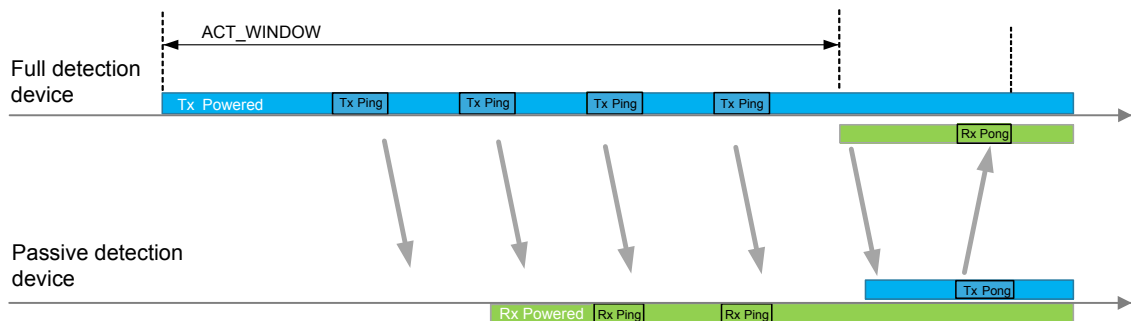 ACT_WINDOW
Full detection
device
Tx Powered Tx Ping Tx Ping Tx Ping Tx Ping
Rx Pong
Passive detection
device
Tx Pong
Rx Powered Rx Ping Rx Ping